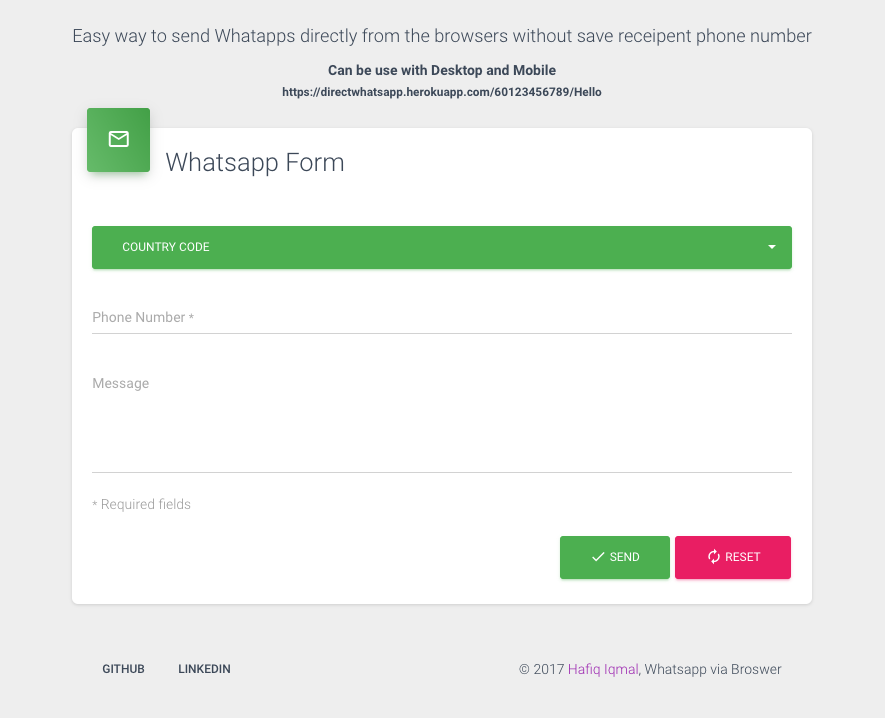 Easy way to send Whatapps directly from the browsers without save receipent phone number
Can be use with Desktop and Mobile
https://directwhatsapp.herokuapp.com/60123456789/Hello
Whatsapp Form
COUNTRY CODE
Phone Number *
Message
* Required fields
SEND RESET
GITHUB LINKEDIN © 2017 Hafiq Iqmal, Whatsapp via Broswer